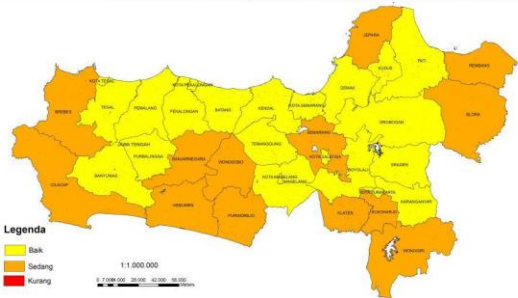 JEPARA
PATI
KUDUS
REMBANG
DEMAK
BLORA
KOTA TEGAL
KOTA PEKALONGAN
BREBES
TEGAL
PEMALANG
PEKALONGAN
BATANG
KENDAL
KOTA SEMARANG
GROBOGAN
SEMARANG
JAWA TENGAH
TEMANGGUNG
PURBALINGGA
BANJARNEGARA
WONOSOBO
KOTA SALATIGA
BOYOLALI
SRAGEN
CILACAP
BANYUMAS
KOTA MAGELANG
MAGELANG
KARANGANYAR
KEBUMEN
PURWOREJO
KLATEN
SUKOHARJO
WONOGIRI
Legenda
Baik
Sedang
Kurang
1:1.000.000